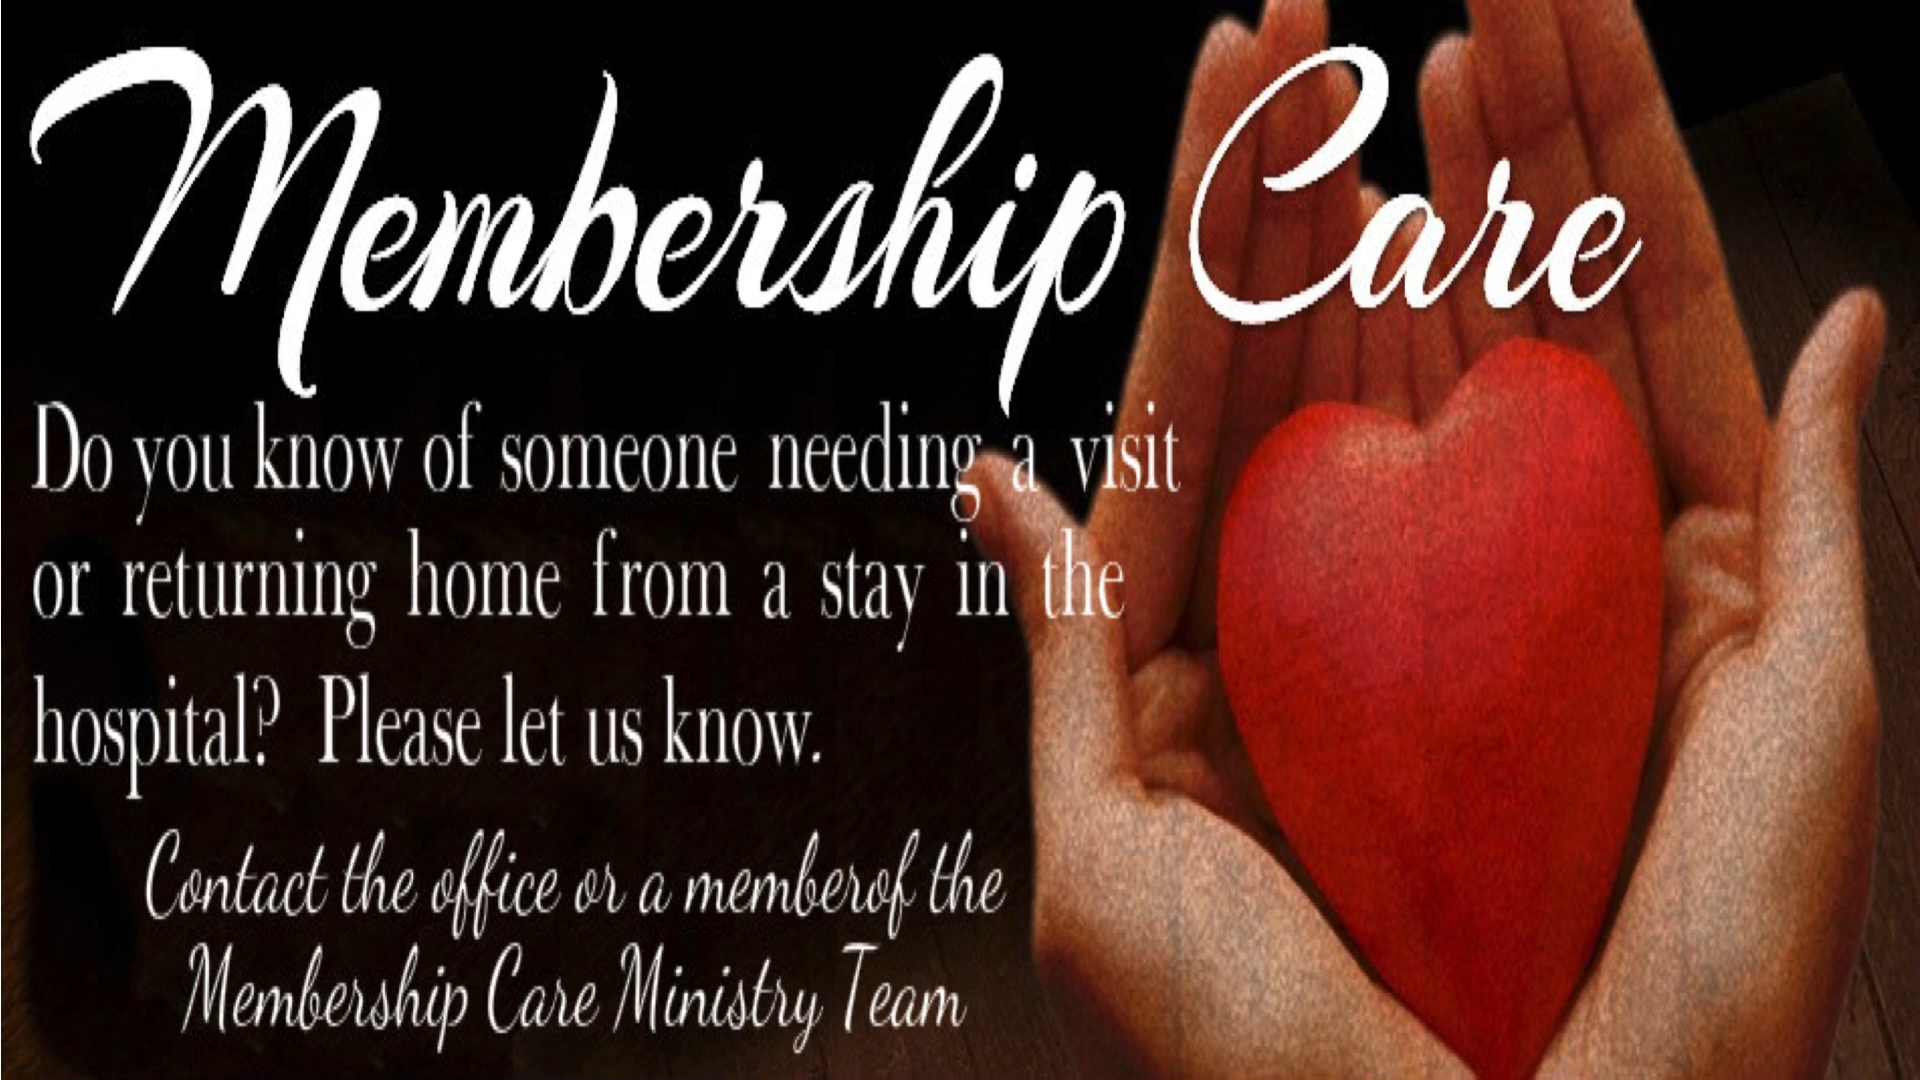 Membership Care
Do you know of someone needing a visit
or returning home from a stay in the
hospital? Please let us know.
Contact the office or a memberof the
Membership Care Ministry Team